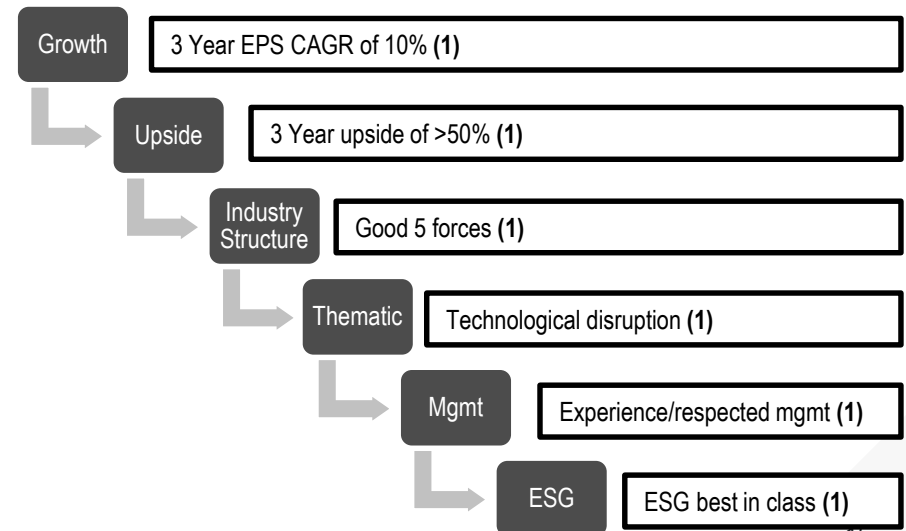 Growth
3 Year EPS CAGR of 10% (1)
Upside
3 Year upside of >50% (1)
Industry
Structure
Good 5 forces (1)
Thematic
Technological disruption (1)
Mgmt
Experience/respected mgmt (1)
ESG
ESG best in class (1)